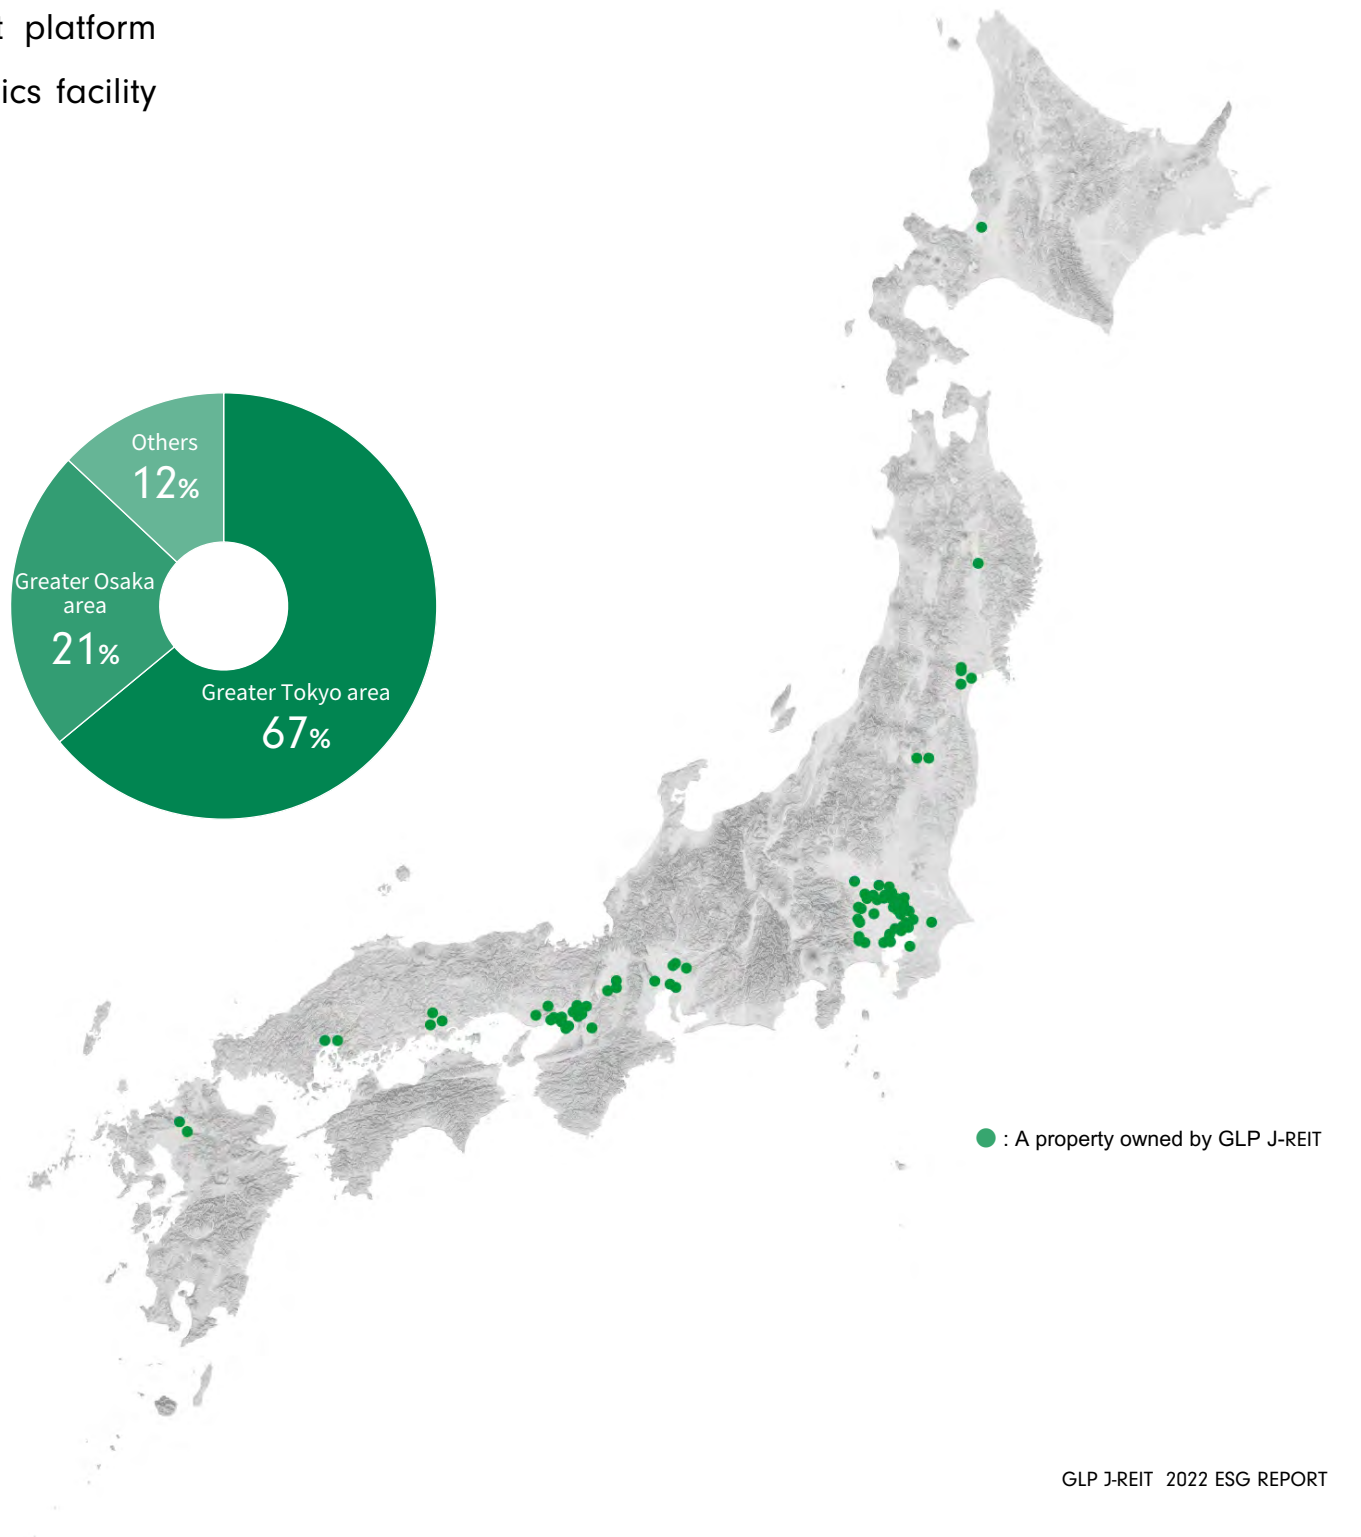 t platform
ics facility
Others
12%
Greater Osaka
area
21%
Greater Tokyo area
67%
: A property owned by GLP J-REIT
GLP J-REIT 2022 ESG REPORT